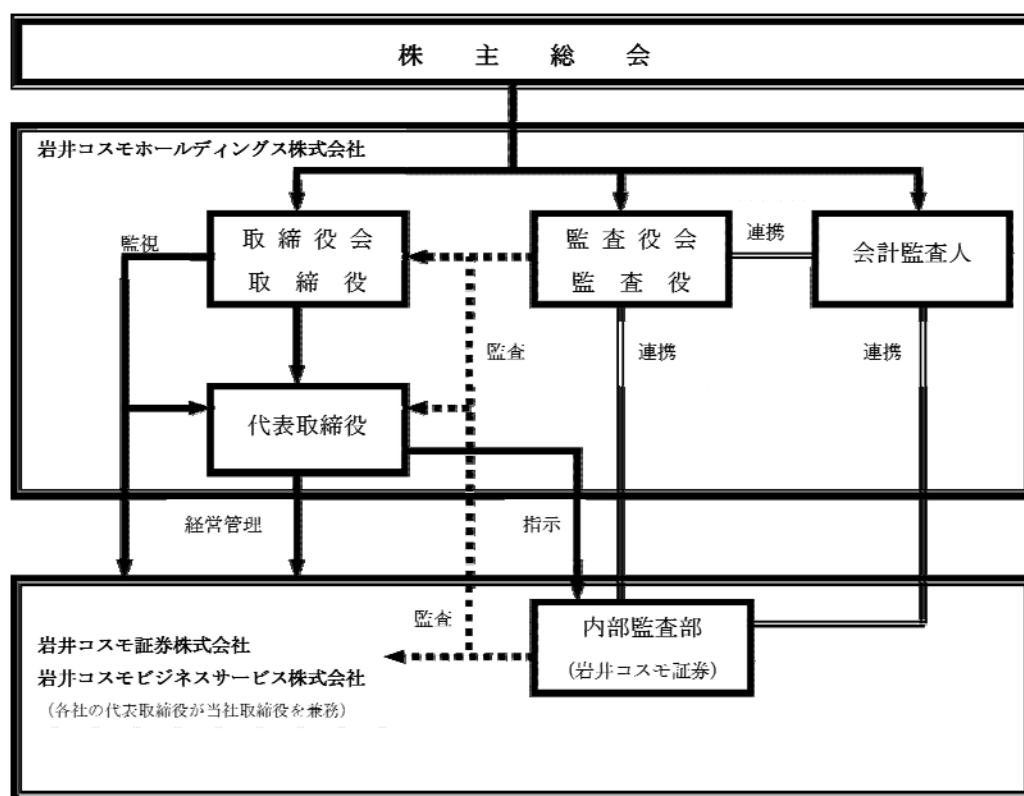 株主総会
岩井コスモホールディングス株式会社
監視
取締役会
取締役
監査役会
監査役
連携
会計監査人
監査
連携
連携
代表取締役
経営管理
指示
監査
内部監査部
(岩井コスモ証券)
岩井コスモ証券株式会社
岩井コスモビジネスサービス株式会社
(各社の代表取締役が当社取締役を兼務)